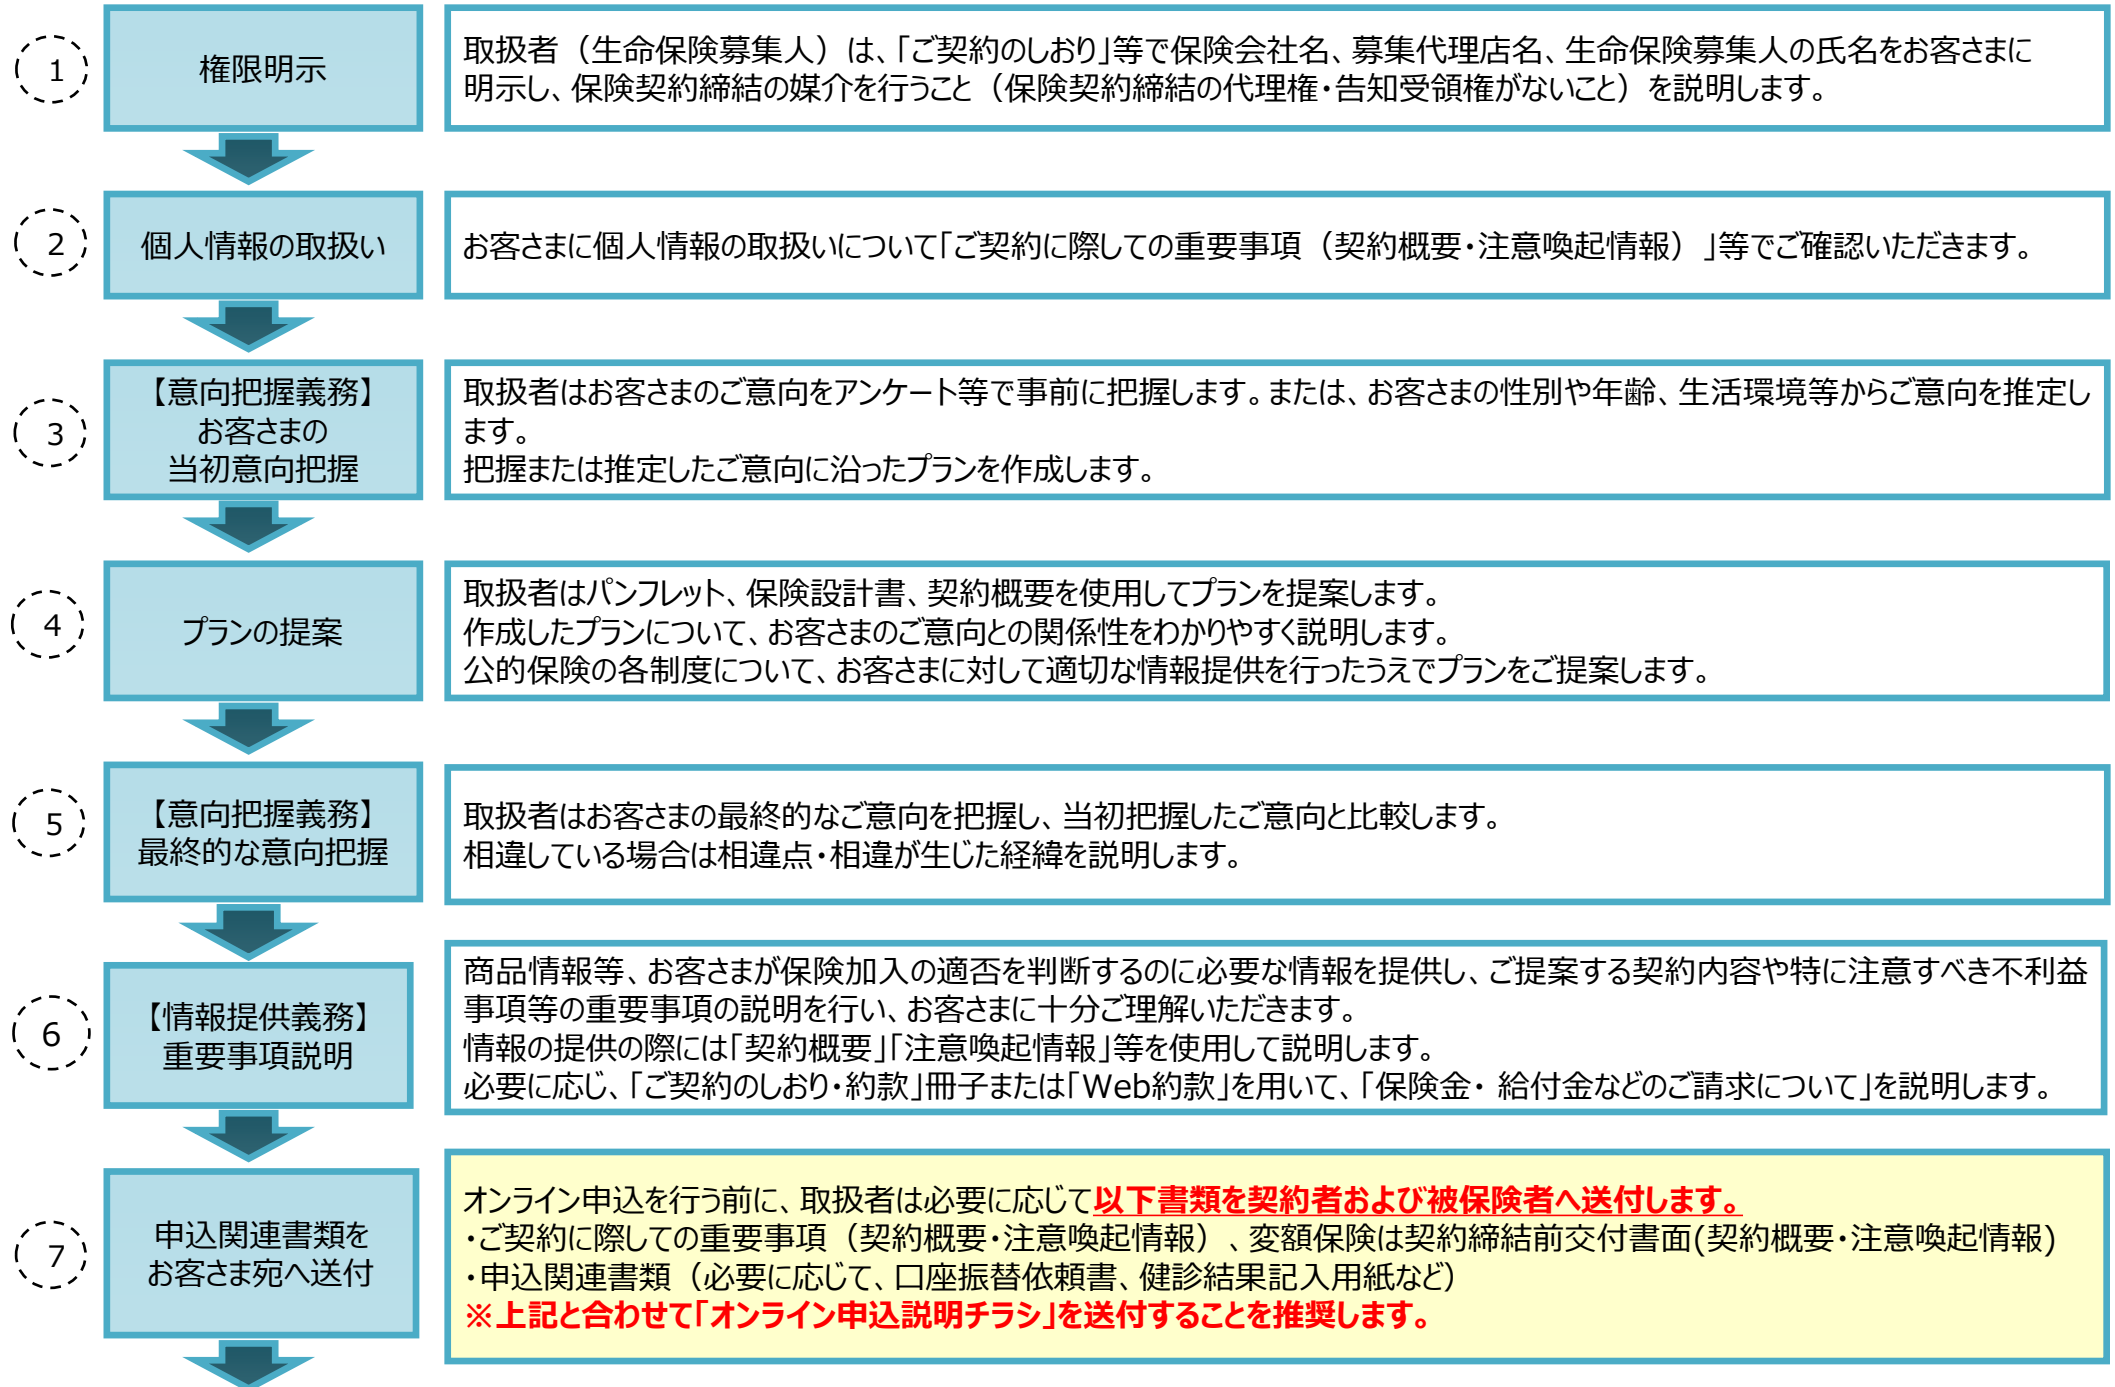 1
権限明示
取扱者（生命保険募集人）は、「ご契約のしおり」等で保険会社名、募集代理店名、生命保険募集人の氏名をお客さまに
明示し、保険契約締結の媒介を行うこと（保険契約締結の代理権・告知受領権がないこと）を説明します。
2
個人情報の取扱い
お客さまに個人情報の取扱いについて「ご契約に際しての重要事項（契約概要・注意喚起情報）」等でご確認いただきます。
3
【意向把握義務】
お客さまの
当初意向把握
取扱者はお客さまのご意向をアンケート等で事前に把握します。または、お客さまの性別や年齢、生活環境等からご意向を推定し
ます。
把握または推定したご意向に沿ったプランを作成します。
4
プランの提案
取扱者はパンフレット、保険設計書、契約概要を使用してプランを提案します。
作成したプランについて、お客さまのご意向との関係性をわかりやすく説明します。
公的保険の各制度について、お客さまに対して適切な情報提供を行ったうえでプランをご提案します。
5
【意向把握義務】
最終的な意向把握
取扱者はお客さまの最終的なご意向を把握し、当初把握したご意向と比較します。
相違している場合は相違点・相違が生じた経緯を説明します。
6
【情報提供義務】
重要事項説明
商品情報等、お客さまが保険加入の適否を判断するのに必要な情報を提供し、ご提案する契約内容や特に注意すべき不利益
事項等の重要事項の説明を行い、お客さまに十分ご理解いただきます。
情報の提供の際には「契約概要」「注意喚起情報」等を使用して説明します。
必要に応じ、「ご契約のしおり・約款」冊子または「Web約款」を用いて、「保険金・ 給付金などのご請求について」を説明します。
7
申込関連書類を
お客さま宛へ送付
オンライン申込を行う前に、取扱者は必要に応じて以下書類を契約者および被保険者へ送付します。
・ご契約に際しての重要事項（契約概要・注意喚起情報）、変額保険は契約締結前交付書面(契約概要・注意喚起情報)
・申込関連書類（必要に応じて、口座振替依頼書、健診結果記入用紙など）
※上記と合わせて「オンライン申込説明チラシ」を送付することを推奨します。